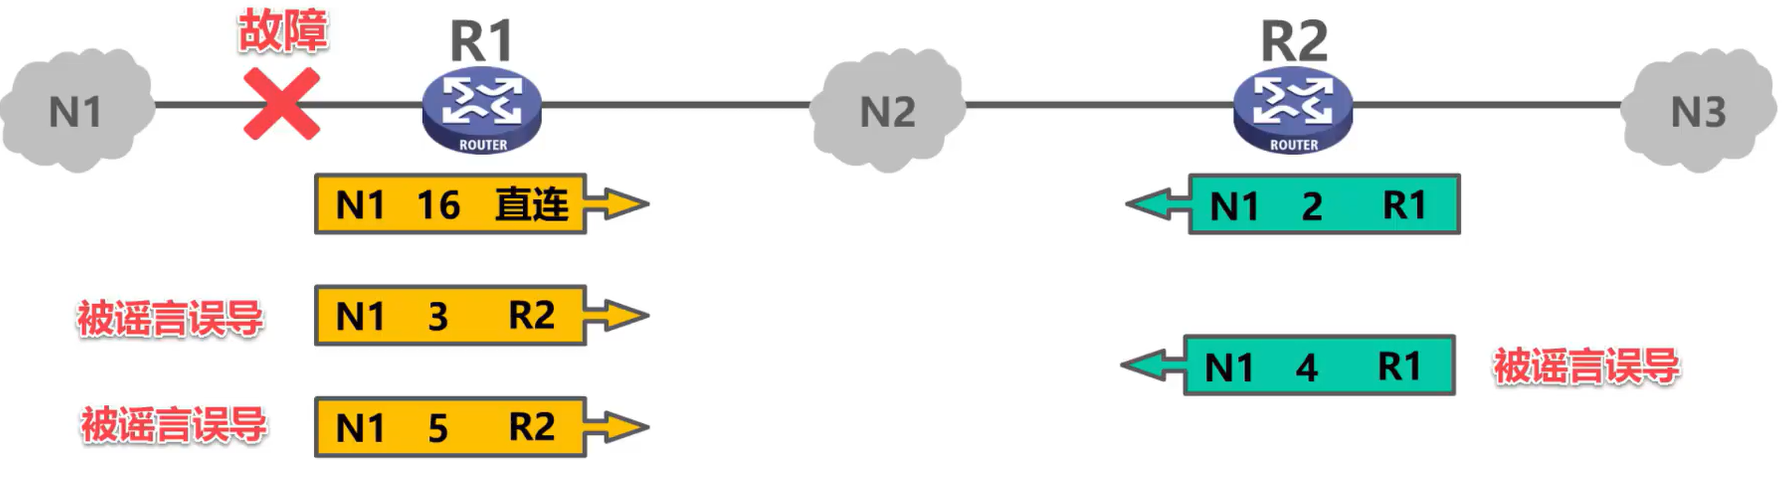 故障
R1
R2
N1
N2
N3
ROUTER
ROUTER
N1 16 直连
N1 2 R1
被谣言误导
N1 3 R2
N1 4 R1
被谣言误导
被谣言误导
N1 5 R2